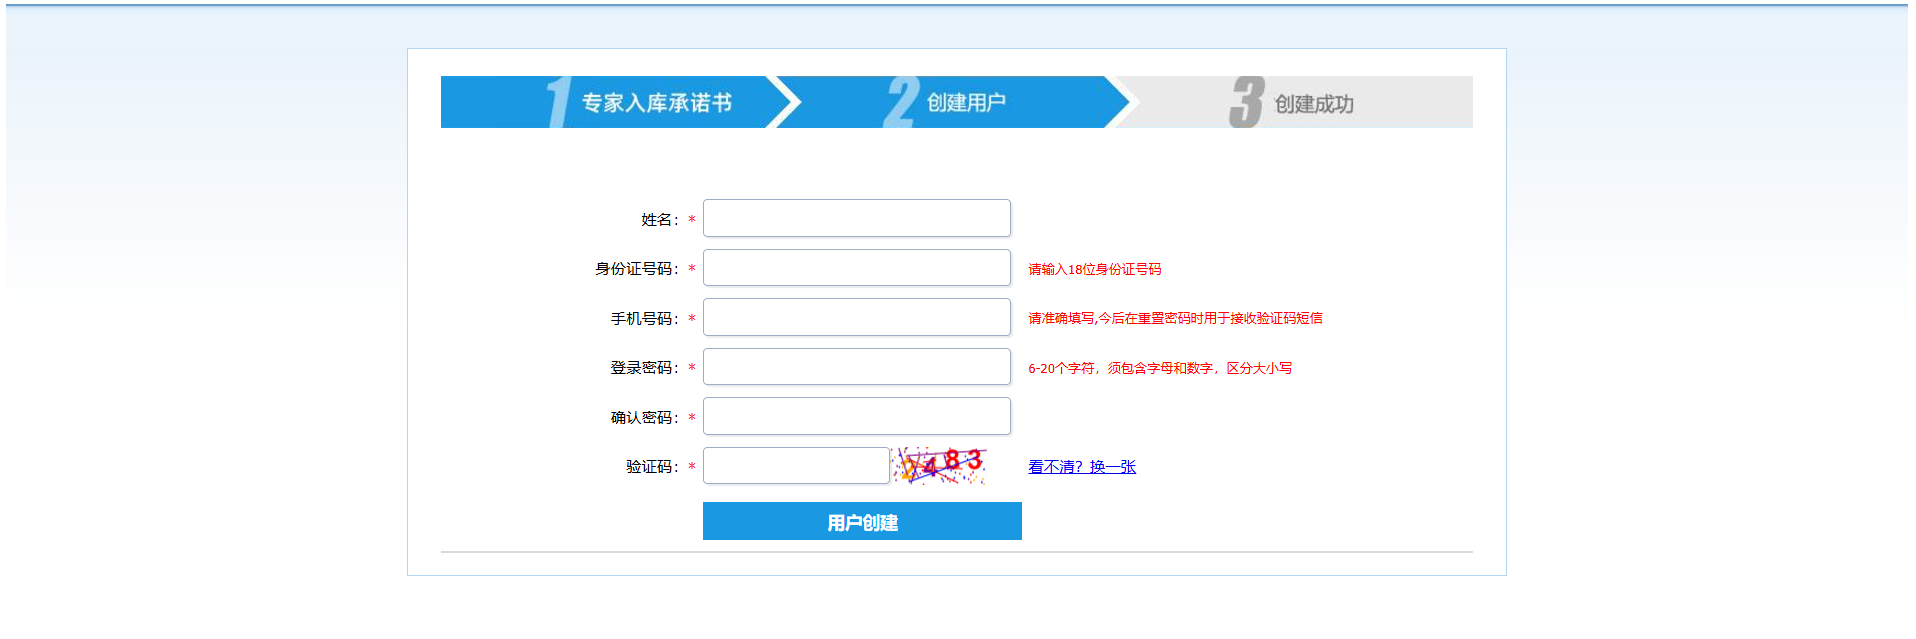 1 专家入库承诺书 2 创建用户 3 创建成功
姓名：*
身份证号码：* 请输入18位身份证号码
手机号码：* 请准确填写,今后在重置密码时用于接收验证码短信
登录密码：* 6-20个字符，须包含字母和数字，区分大小写
确认密码：*
验证码：* 2483 看不清？换一张
用户创建